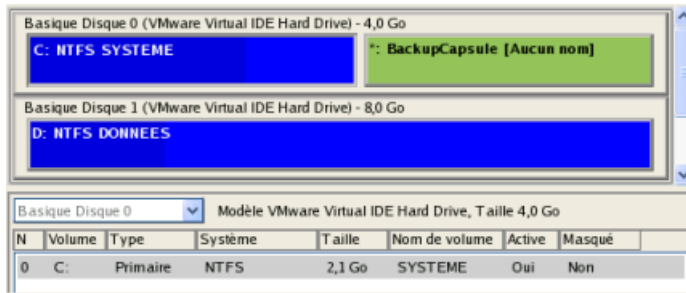 Basique Disque 0 (VMware Virtual IDE Hard Drive) - 4,0 Go
C: NTFS SYSTEME *: BackupCapsule [Aucun nom]
Basique Disque 1 (VMware Virtual IDE Hard Drive) - 8,0 Go
D: NTFS DONNEES
Basique Disque 0 Modèle VMware Virtual IDE Hard Drive, Taille 4,0 Go
N Volume Type Système Taille Nom de volume Active Masqué
0 C: Primaire NTFS 2,1 Go SYSTEME Oui Non